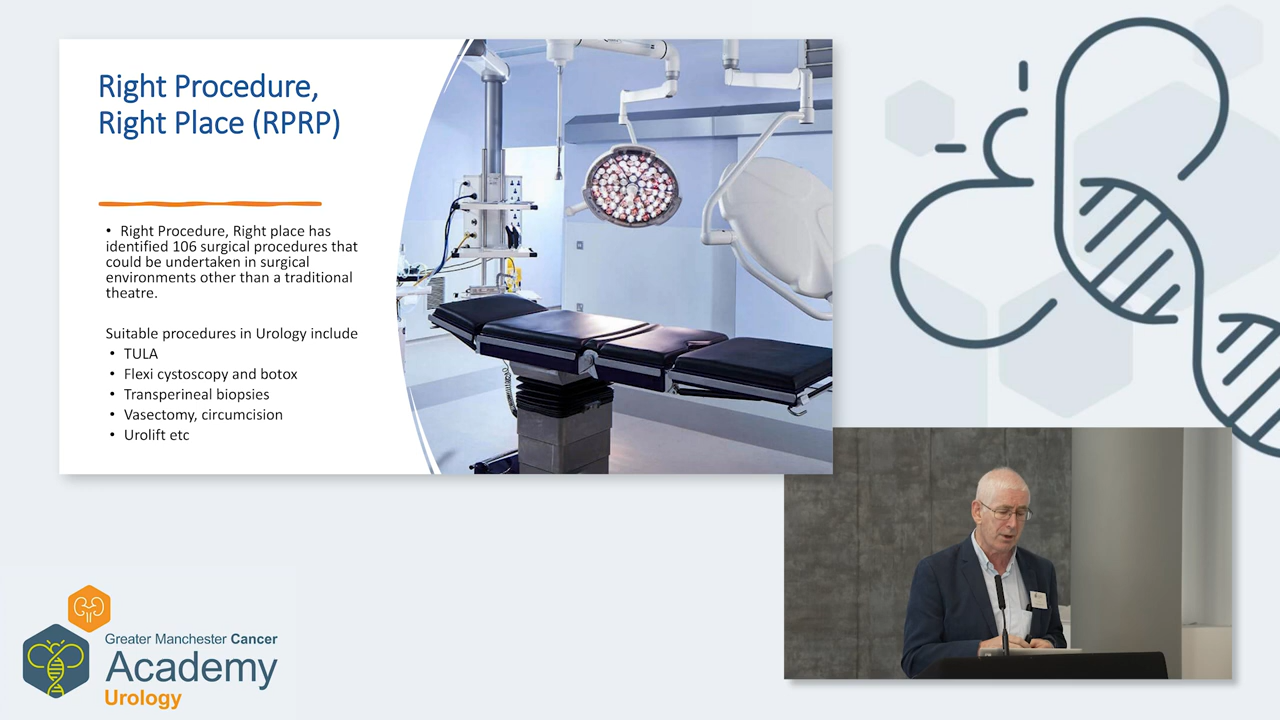 Right Procedure,
Right Place (RPRP)
• Right Procedure, Right place has
identified 106 surgical procedures that
could be undertaken in surgical
environments other than a traditional
theatre.
Suitable procedures in Urology include
• TULA
• Flexi cystoscopy and botox
• Transperineal biopsies
• Vasectomy, circumcision
• Urolift etc
Greater Manchester Cancer
Academy
Urology